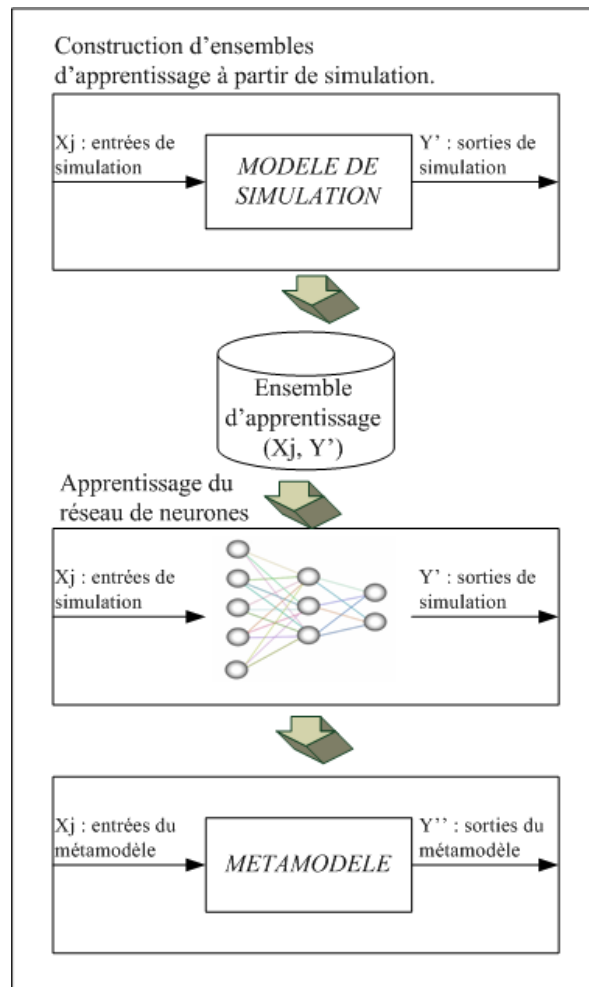 Construction d'ensembles
d'apprentissage à partir de simulation.
Xj : entrées de
simulation
MODELE DE
SIMULATION
Y' : sorties de
simulation
Ensemble
d'apprentissage
(Xj, Y')
Apprentissage du
réseau de neurones
Xj : entrées de
simulation
Y' : sorties de
simulation
Xj : entrées du
métamodèle
METAMODELE
Y'' : sorties du
métamodèle